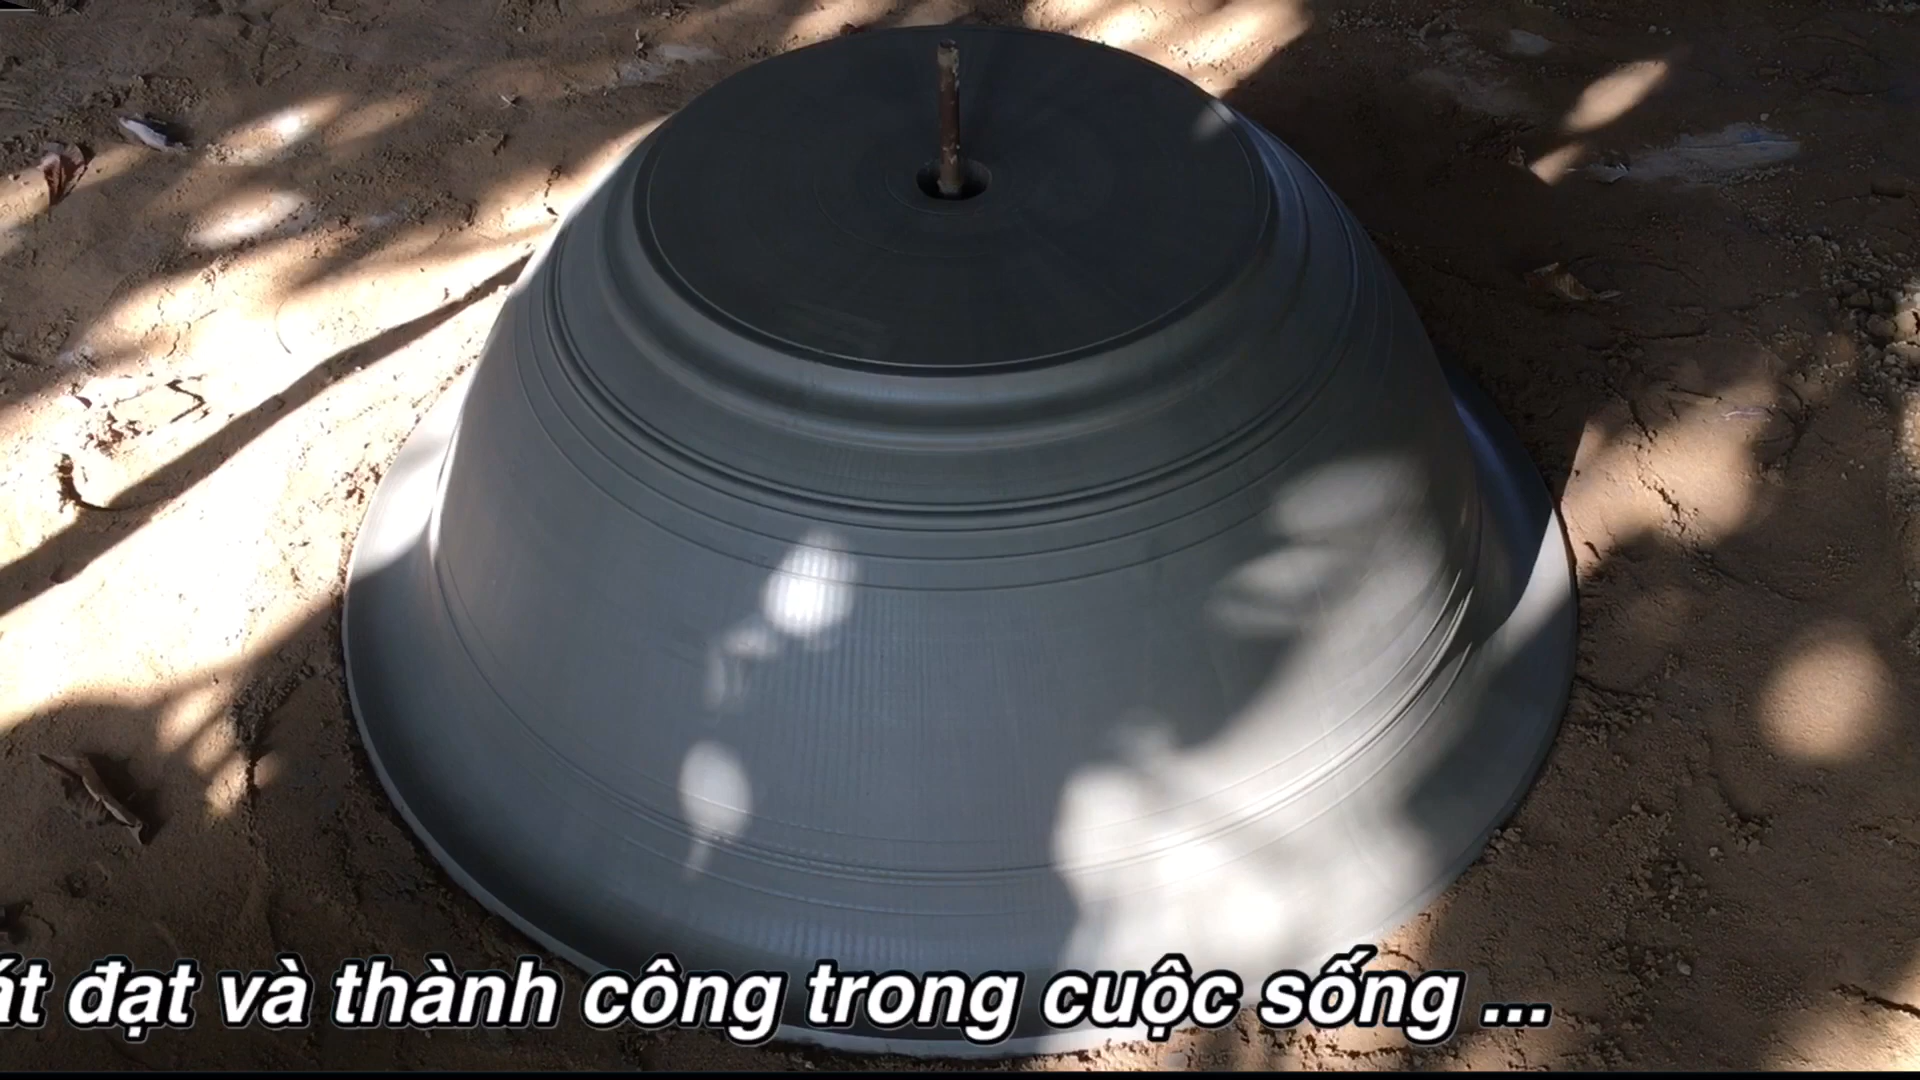 đạt và thành công trong cuộc sống ...